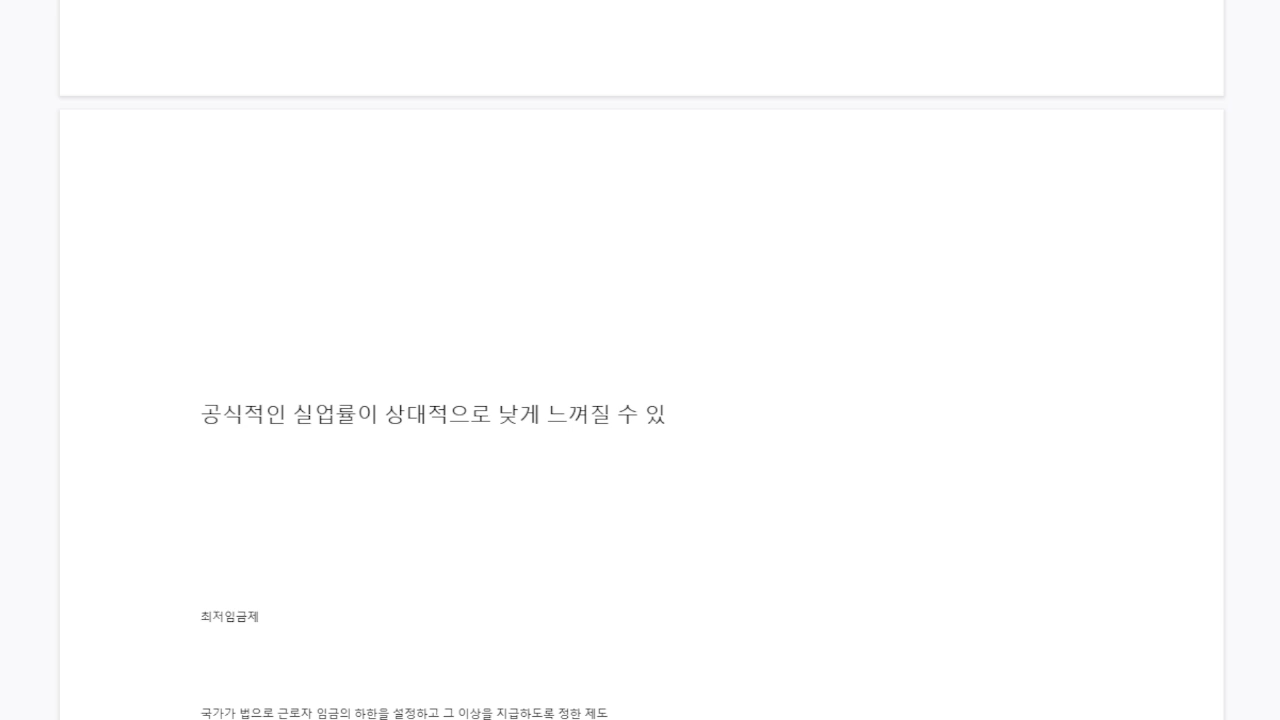 공식적인 실업률이 상대적으로 낮게 느껴질 수 있
최저임금제
국가가 법으로 근로자 임금의 하한을 설정하고 그 이상을 지급하도록 정한 제도